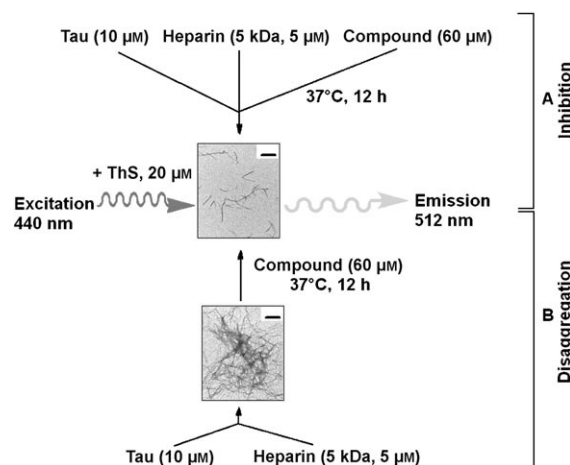 Tau (10 μM) Heparin (5 kDa, 5 μM) Compound (60 μM)
37°C, 12 h
A
Inhibition
+ ThS, 20 μM
Excitation
440 nm
Emission
512 nm
Compound (60 μM)
37°C, 12 h
B
Disaggregation
Tau (10 μM) Heparin (5 kDa, 5 μM)